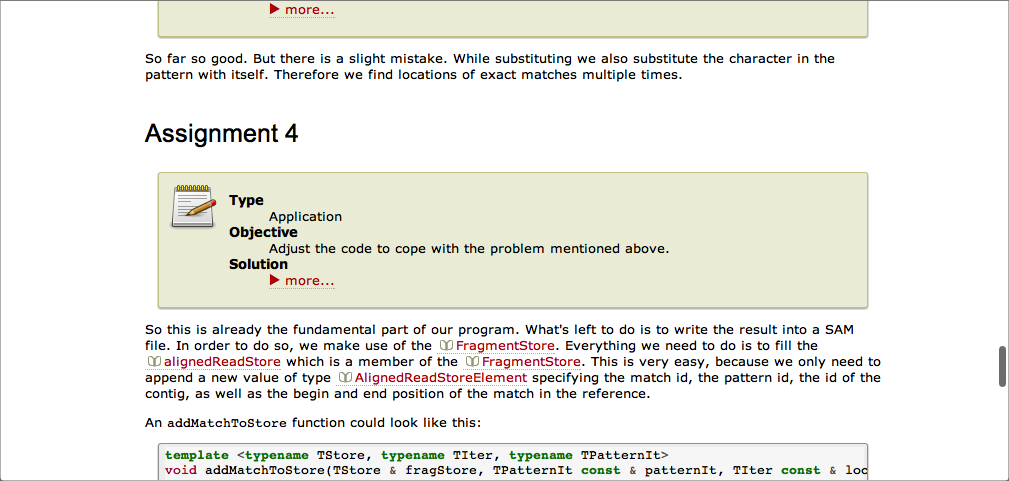 ▶ more...
So far so good. But there is a slight mistake. While substituting we also substitute the character in the
pattern with itself. Therefore we find locations of exact matches multiple times.
Assignment 4
Type
Application
Objective
Adjust the code to cope with the problem mentioned above.
Solution
▶ more...
So this is already the fundamental part of our program. What's left to do is to write the result into a SAM
file. In order to do so, we make use of the FragmentStore. Everything we need to do is to fill the
alignedReadStore which is a member of the FragmentStore. This is very easy, because we only need to
append a new value of type AlignedReadStoreElement specifying the match id, the pattern id, the id of the
contig, as well as the begin and end position of the match in the reference.
An addMatchToStore function could look like this:
template <typename TStore, typename TIter, typename TPatternIt>
void addMatchToStore(TStore & fragStore, TPatternIt const & patternIt, TIter const & loc